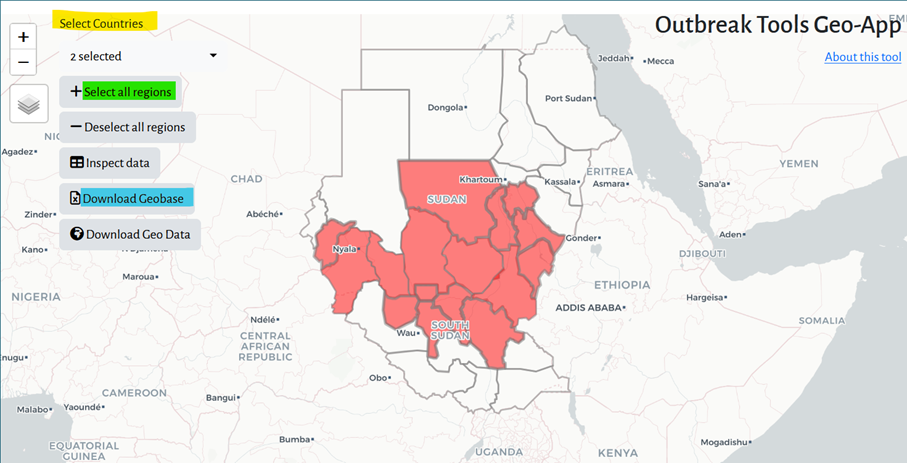 Select Countries
Outbreak Tools Geo-App
About this tool
+
−
2 selected
Select all regions
Deselect all regions
Inspect data
Download Geobase
Download Geo Data
Jeddah
Mecca
Port Sudan
Dongola
Agadez
CHAD
Khartoum
Kassala
ERITREA
Asmara
YEMEN
Sana'a
SUDAN
Zinder
Abéché
Aden
Gonder
Nyala
Kano
DJIBOUTI
Maroua
ETHIOPIA
NIGERIA
Hargeisa
ADDIS ABABA
SOMALIA
Ndélé
SOUTH
SUDAN
Wau
CENTRAL
AFRICAN
REPUBLIC
Obo
CAMEROON
Bangui
Malabo
Yaoundé
Bumba
Mogadishu
EQUATORIAL
GUINEA
UGANDA
KENYA